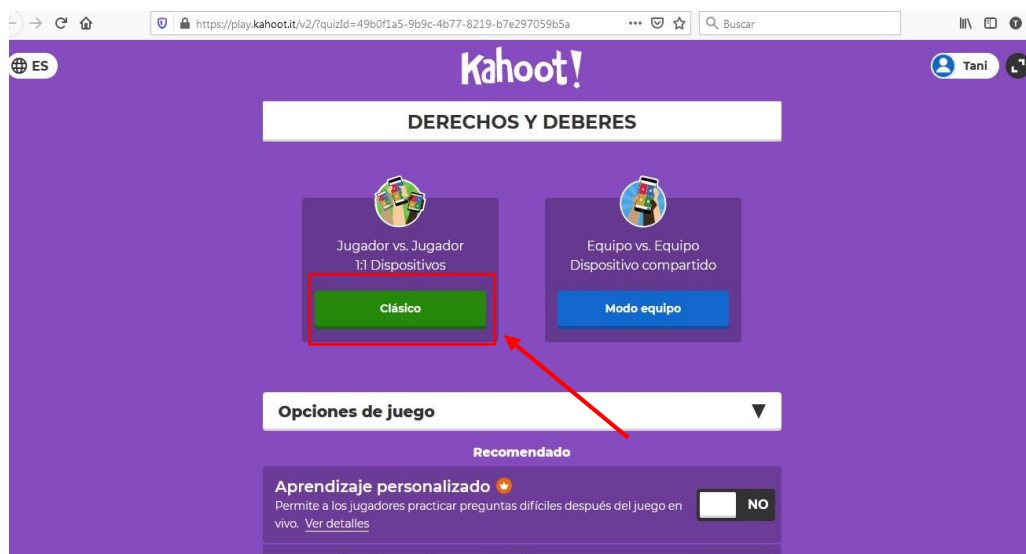 https://play.kahoot.it/v2/?quizId=49b0f1a5-9b9c-4b77-8219-b7e297059b5a
Buscar
ES
Kahoot!
Tani
DERECHOS Y DEBERES
Jugador vs. Jugador
1:1 Dispositivos
Clásico
Equipo vs. Equipo
Dispositivo compartido
Modo equipo
Opciones de juego
Recomendado
Aprendizaje personalizado
Permite a los jugadores practicar preguntas difíciles después del juego en
vivo. Ver detalles
NO